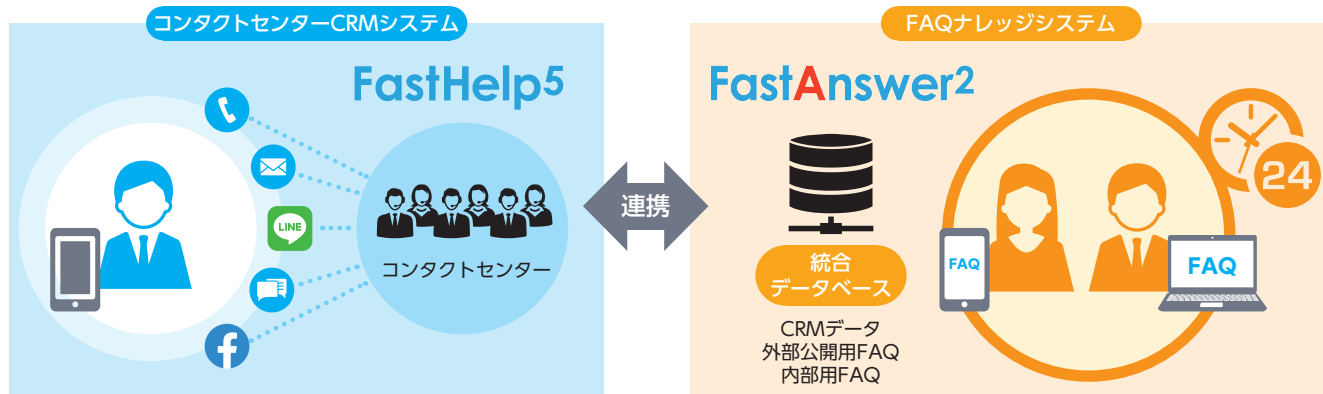 コンタクトセンターCRMシステム
FastHelp5
LINE
コンタクトセンター
連携
FAQナレッジシステム
FastAnswer2
統合
データベース
CRMデータ
外部公開用FAQ
内部用FAQ
24
FAQ
FAQ